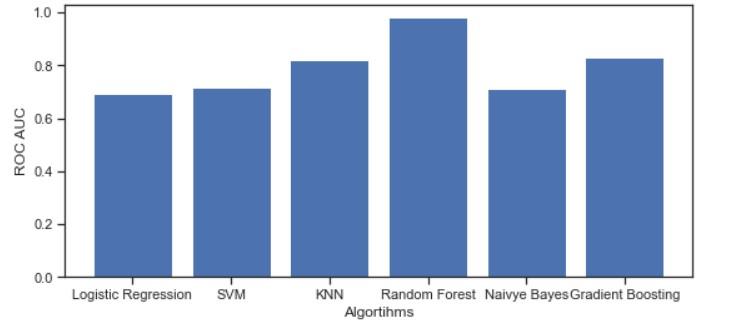 1.0
0.8
0.6
0.4
0.2
0.0
ROC AUC
Logistic Regression SVM KNN Random Forest Naivye Bayes Gradient Boosting
Algortihms